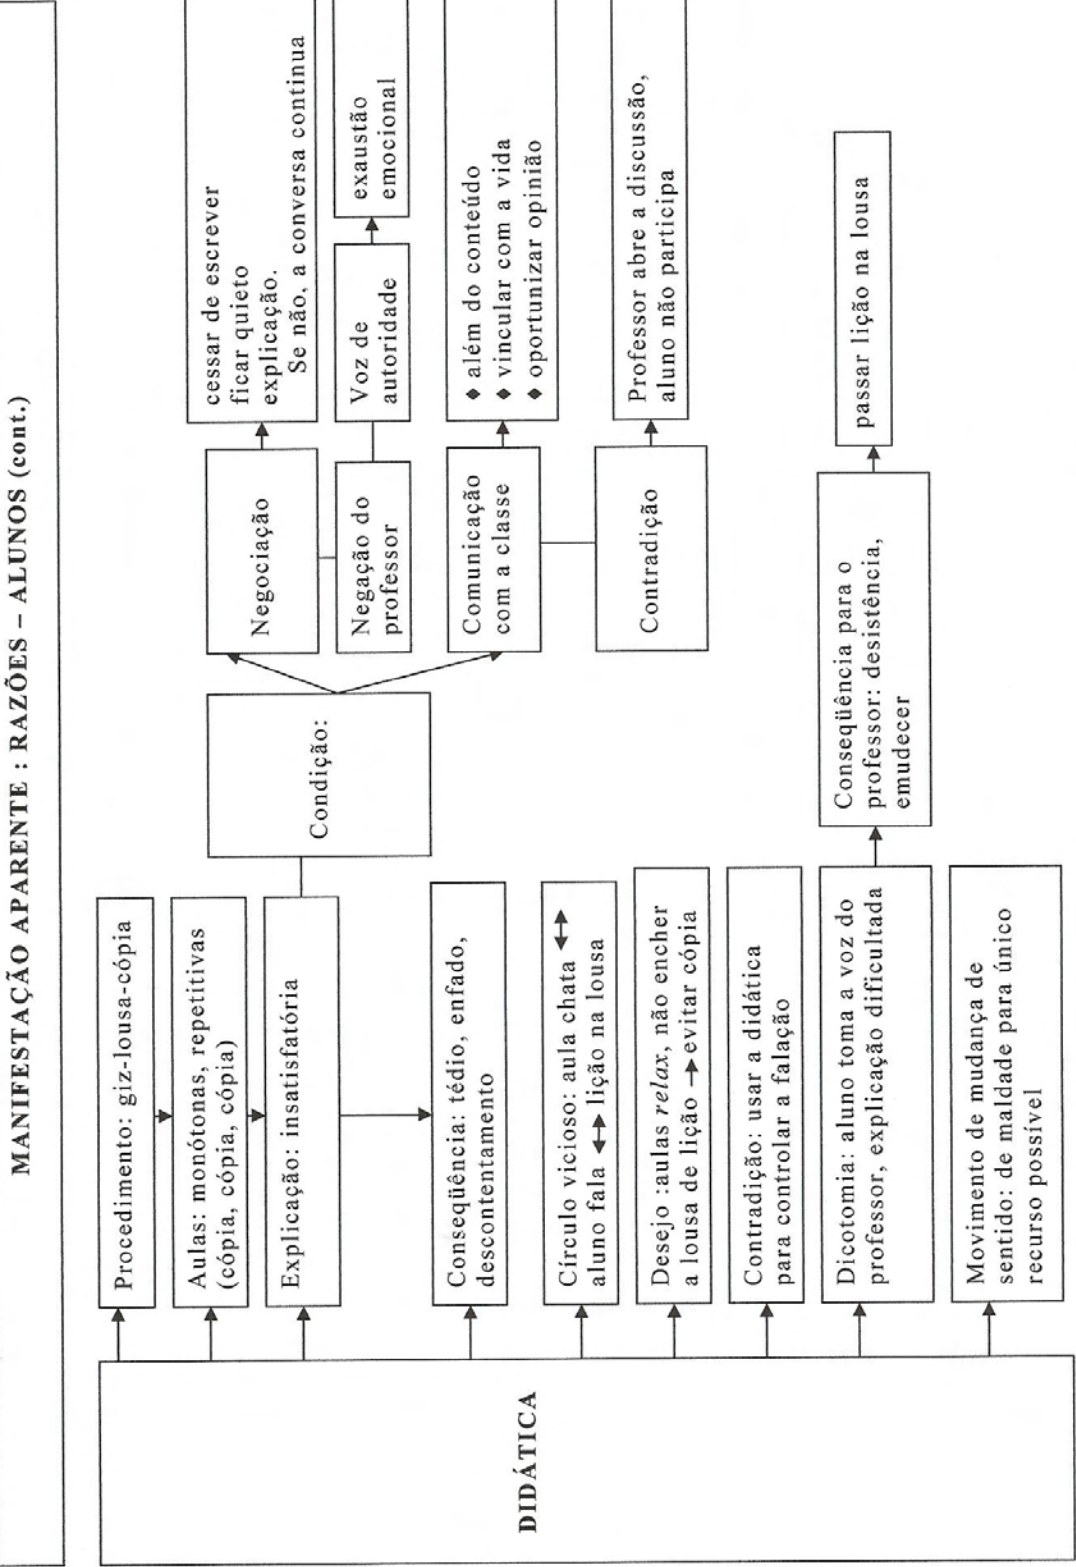 MANIFESTAÇÃO APARENTE : RAZÕES – ALUNOS (cont.)
DIDÁTICA
Procedimento: giz-lousa-cópia
Aulas: monótonas, repetitivas
(cópia, cópia, cópia)
Explicação: insatisfatória
Conseqüência: tédio, enfado,
descontentamento
Círculo vicioso: aula chata ↔
aluno fala ↔ lição na lousa
Desejo :aulas relax, não encher
a lousa de lição → evitar cópia
Contradição: usar a didática
para controlar a falação
Dicotomia: aluno toma a voz do
professor, explicação dificultada
Movimento de mudança de
sentido: de maldade para único
recurso possível
Condição:
Negociação
cessar de escrever
ficar quieto
explicação.
Se não, a conversa continua
Negação do
professor
Voz de
autoridade
exaustão
emocional
Comunicação
com a classe
♦ além do conteúdo
♦ vincular com a vida
♦ oportunizar opinião
Contradição
Professor abre a discussão,
aluno não participa
Conseqüência para o
professor: desistência,
emudecer
passar lição na lousa